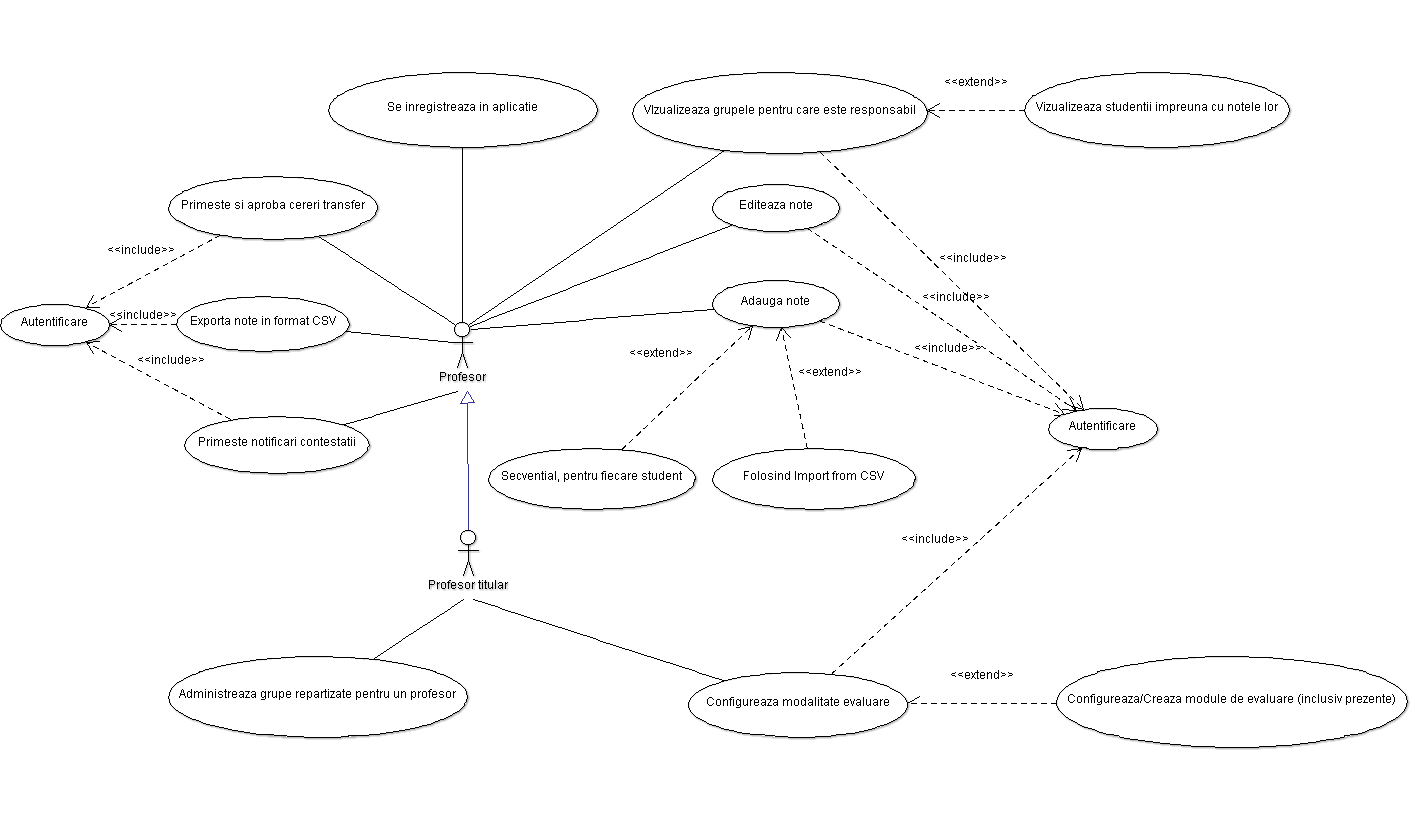 <<extend>>
Se inregistreaza in aplicatie
VIzualizeaza grupele pentru care este responsabil
Vizualizeaza studentii impreuna cu notele lor
Primeste si aproba cereri transfer
Editeaza note
<<include>>
<<include>>
<<include>>
Adauga note
<<include>>
Autentificare
Exporta note in format CSV
<<include>>
<<extend>>
<<include>>
<<extend>>
Profesor
Autentificare
Primeste notificari contestatii
Secvential, pentru fiecare student
Folosind Import from CSV
<<include>>
Profesor titular
<<extend>>
Administreaza grupe repartizate pentru un profesor
Configureaza modalitate evaluare
Configureaza/Creaza module de evaluare (inclusiv prezente)